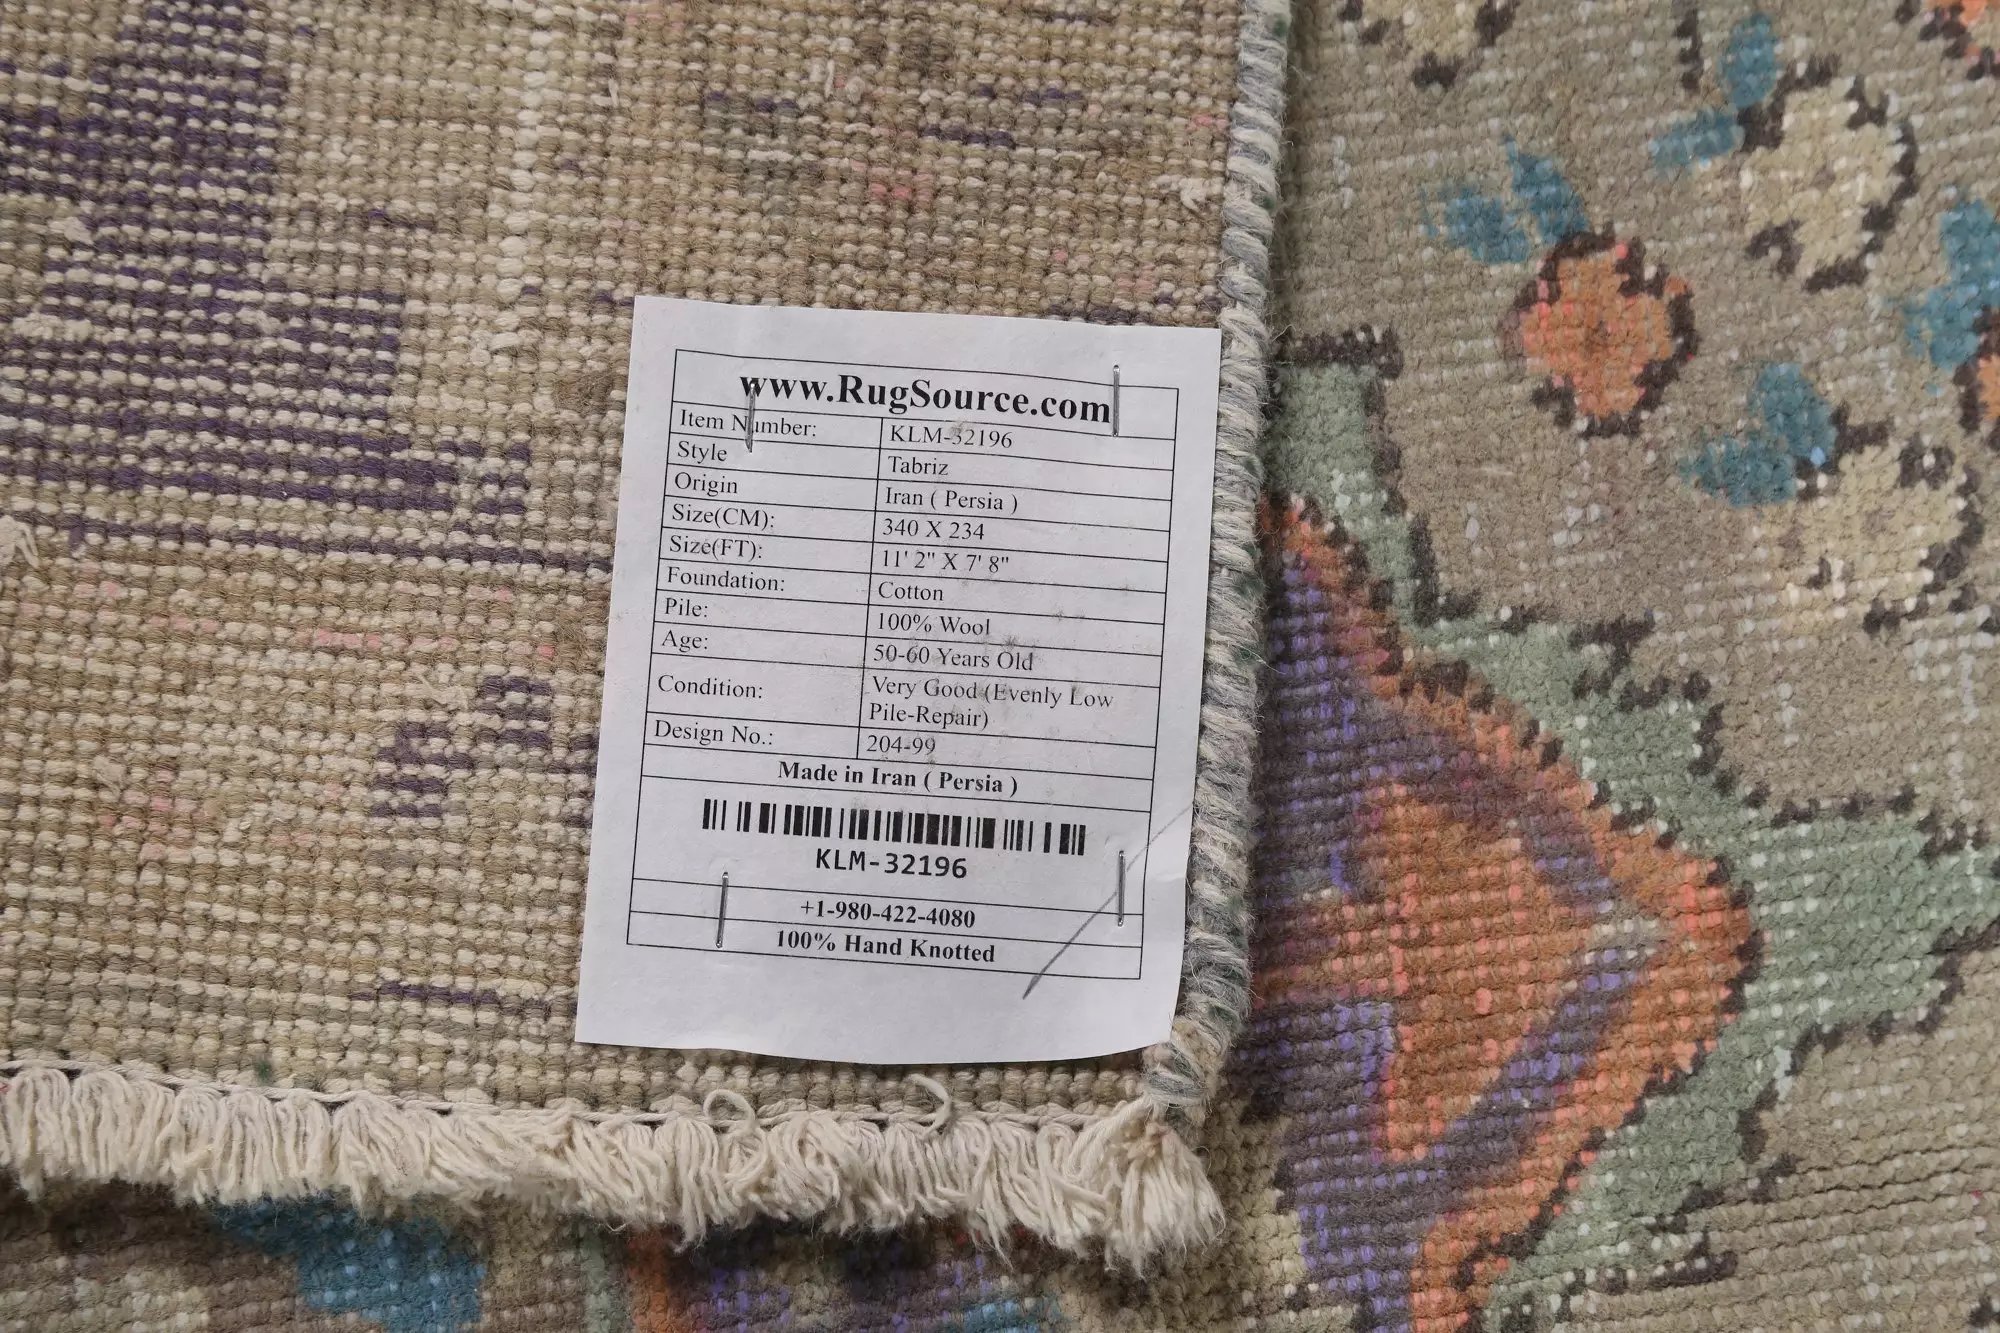 www.RugSource.com
Item Number: KLM-32196
Style Tabriz
Origin Iran ( Persia )
Size(CM): 340 X 234
Size(FT): 11' 2" X 7' 8"
Foundation: Cotton
Pile: 100% Wool
Age: 50-60 Years Old
Condition: Very Good (Evenly Low
Pile-Repair)
Design No.: 204-99
Made in Iran ( Persia )
KLM-32196
+1-980-422-4080
100% Hand Knotted